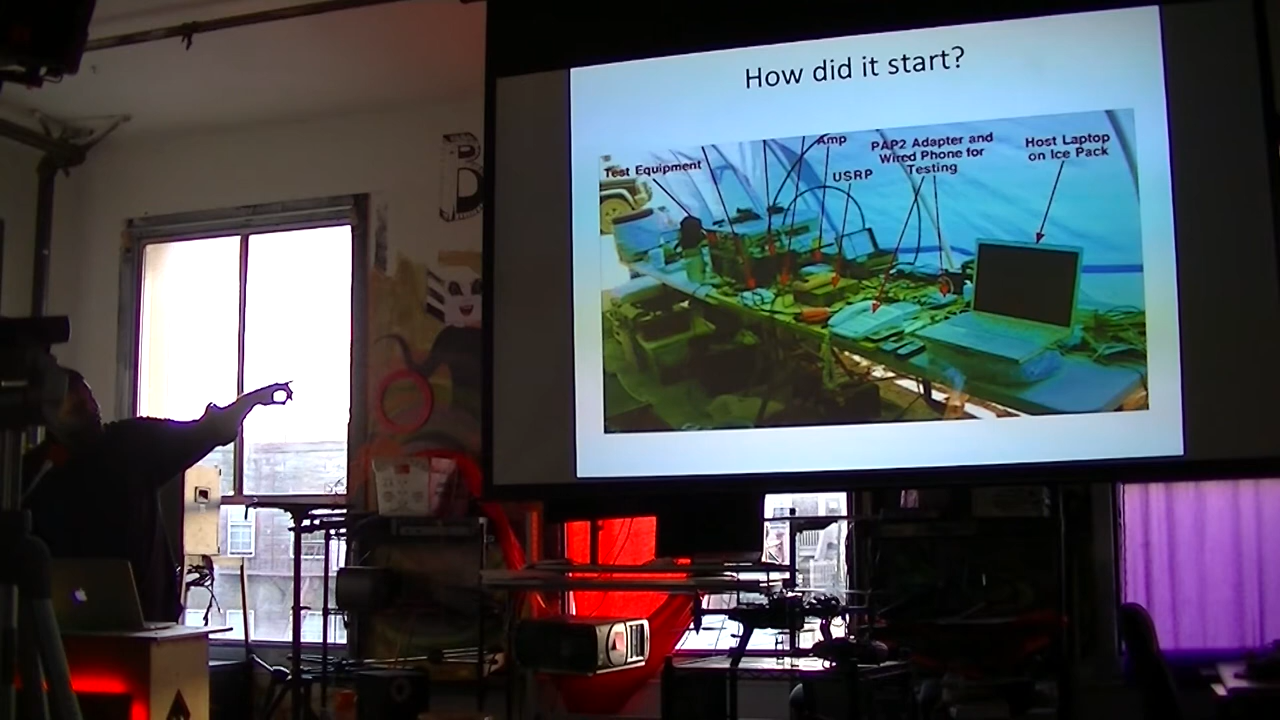 How did it start?
Test Equipment
Amp
USRP
PAP2 Adapter and
Wired Phone for
Testing
Host Laptop
on Ice Pack
B